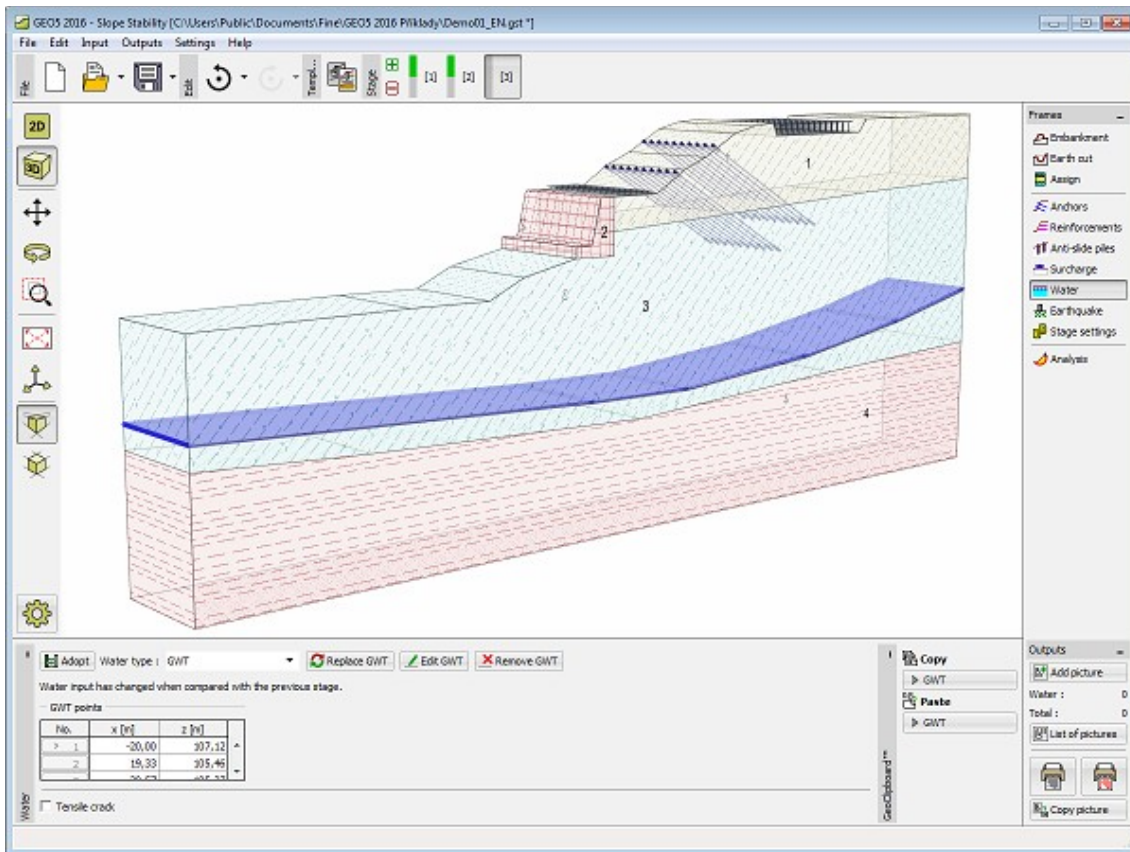 GEO5 2016 - Slope Stability [C:\Users\Public\Documents\Fine\GEO5 2016 Příklady\Demo01_EN.gst *]
File Edit Input Outputs Settings Help
File
Edit
Templ...
Stage
[1]
[2]
[3]
2D
3D
1
2
3
4
Frames
Embankment
Earth cut
Assign
Anchors
Reinforcements
Anti-slide piles
Surcharge
Water
Earthquake
Stage settings
Analysis
Adopt Water type : GWT Replace GWT Edit GWT Remove GWT
Water input has changed when compared with the previous stage.
GWT points
No. x [m] z [m]
> 1 -20,00 107,12
2 19,33 105,46
Tensile crack
Water
GeoClipboard™
Copy
GWT
Paste
GWT
Outputs
Add picture
Water : 0
Total : 0
List of pictures
Copy picture